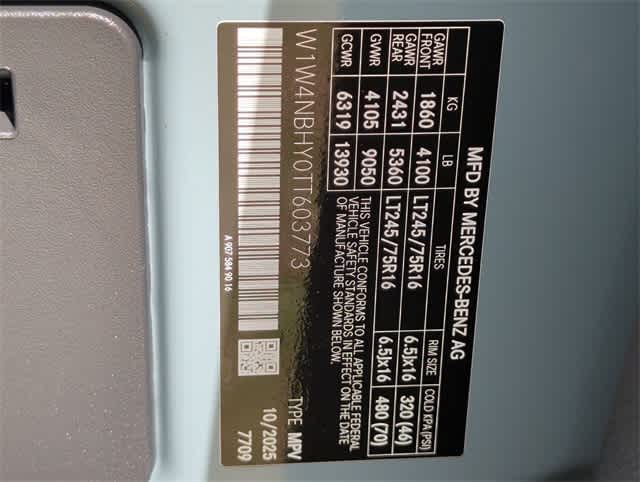 MFD BY MERCEDES-BENZ AG
KG LB TIRES RIM SIZE COLD KPA (PSI)
GAWR FRONT 1860 4100 LT245/75R16 6.5Jx16 320 (46)
GAWR REAR 2431 5360 LT245/75R16 6.5Jx16 480 (70)
GVWR 4105 9050
GCWR 6319 13930
THIS VEHICLE CONFORMS TO ALL APPLICABLE FEDERAL
VEHICLE SAFETY STANDARDS IN EFFECT ON THE DATE
OF MANUFACTURE SHOWN BELOW.
W1W4NBHY0TT603773
TYPE MPV
10/2025
7709
A 907 584 90 16